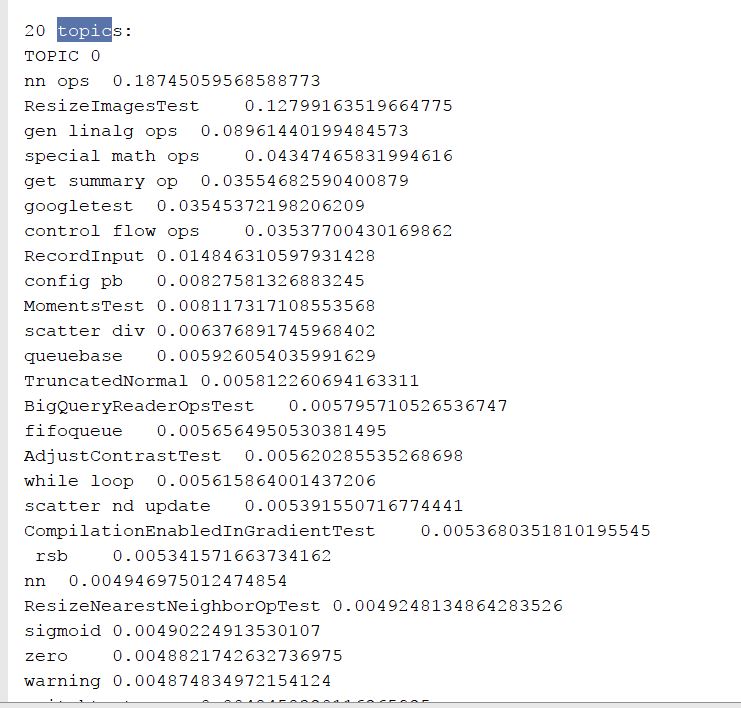 20 topics:
TOPIC 0
nn ops 0.18745059568588773
ResizeImagesTest 0.12799163519664775
gen linalg ops 0.08961440199484573
special math ops 0.04347465831994616
get summary op 0.03554682590400879
googletest 0.03545372198206209
control flow ops 0.03537700430169862
RecordInput 0.014846310597931428
config pb 0.00827581326883245
MomentsTest 0.008117317108553568
scatter div 0.006376891745968402
queuebase 0.005926054035991629
TruncatedNormal 0.005812260694163311
BigQueryReaderOpsTest 0.005795710526536747
fifoqueue 0.0056564950530381495
AdjustContrastTest 0.005620285535268698
while loop 0.005615864001437206
scatter nd update 0.005391550716774441
CompilationEnabledInGradientTest 0.0053680351810195545
rsb 0.005341571663734162
nn 0.004946975012474854
ResizeNearestNeighborOpTest 0.0049248134864283526
sigmoid 0.00490224913530107
zero 0.0048821742632736975
warning 0.004874834972154124